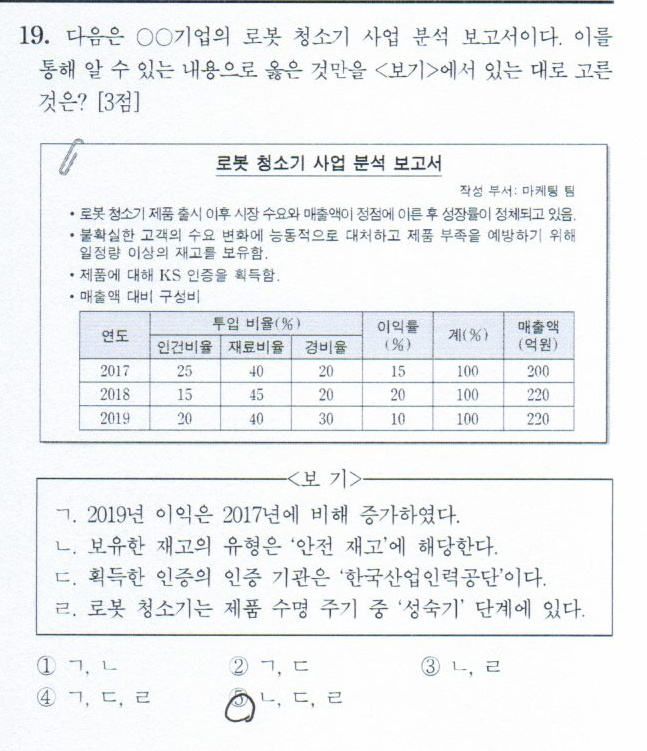 19. 다음은 ○○기업의 로봇 청소기 사업 분석 보고서이다. 이를
통해 알 수 있는 내용으로 옳은 것만을 <보기>에서 있는 대로 고른
것은? [3점]
로봇 청소기 사업 분석 보고서
작성 부서: 마케팅 팀
• 로봇 청소기 제품 출시 이후 시장 수요와 매출액이 정점에 이른 후 성장률이 정체되고 있음.
• 불확실한 고객의 수요 변화에 능동적으로 대처하고 제품 부족을 예방하기 위해
일정량 이상의 재고를 보유함.
• 제품에 대해 KS 인증을 획득함.
• 매출액 대비 구성비
연도 투입 비율(%) 이익률(%) 계(%) 매출액(억원)
인건비율 재료비율 경비율
2017 25 40 20 15 100 200
2018 15 45 20 20 100 220
2019 20 40 30 10 100 220
<보 기>
ㄱ. 2019년 이익은 2017년에 비해 증가하였다.
ㄴ. 보유한 재고의 유형은 '안전 재고'에 해당한다.
ㄷ. 획득한 인증의 인증 기관은 '한국산업인력공단'이다.
ㄹ. 로봇 청소기는 제품 수명 주기 중 '성숙기' 단계에 있다.
① ㄱ, ㄴ ② ㄱ, ㄷ ③ ㄴ, ㄹ
④ ㄱ, ㄷ, ㄹ ⑤ ㄴ, ㄷ, ㄹ